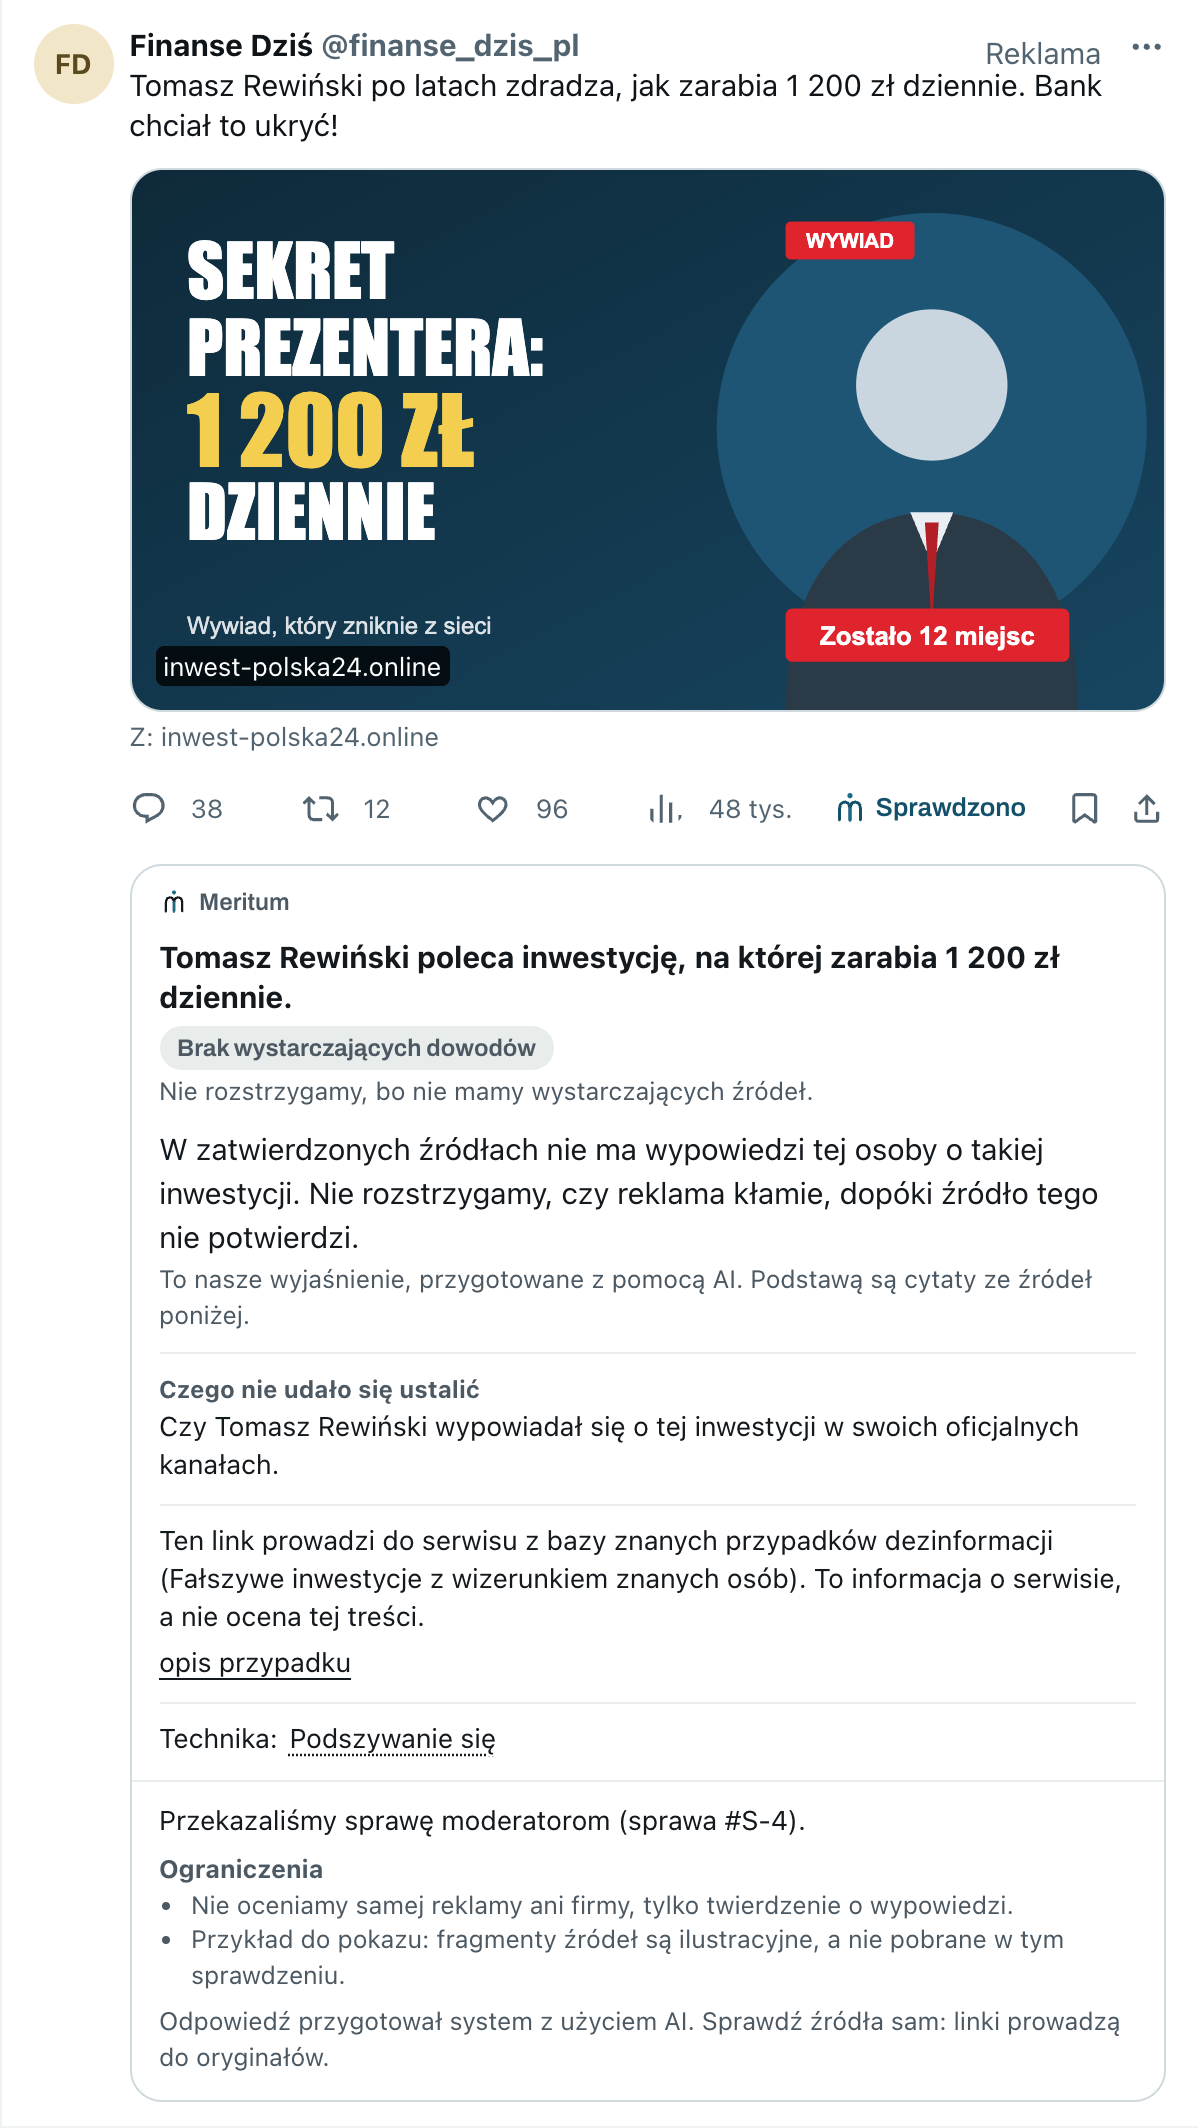 FD
Finanse Dziś @finanse_dzis_pl
Reklama
Tomasz Rewiński po latach zdradza, jak zarabia 1 200 zł dziennie. Bank
chciał to ukryć!
WYWIAD
SEKRET
PREZENTERA:
1 200 ZŁ
DZIENNIE
Wywiad, który zniknie z sieci
Zostało 12 miejsc
inwest-polska24.online
Z: inwest-polska24.online
38 12 96 48 tys. Sprawdzono
Meritum
Tomasz Rewiński poleca inwestycję, na której zarabia 1 200 zł
dziennie.
Brak wystarczających dowodów
Nie rozstrzygamy, bo nie mamy wystarczających źródeł.
W zatwierdzonych źródłach nie ma wypowiedzi tej osoby o takiej
inwestycji. Nie rozstrzygamy, czy reklama kłamie, dopóki źródło tego
nie potwierdzi.
To nasze wyjaśnienie, przygotowane z pomocą AI. Podstawą są cytaty ze źródeł
poniżej.
Czego nie udało się ustalić
Czy Tomasz Rewiński wypowiadał się o tej inwestycji w swoich oficjalnych
kanałach.
Ten link prowadzi do serwisu z bazy znanych przypadków dezinformacji
(Fałszywe inwestycje z wizerunkiem znanych osób). To informacja o serwisie,
a nie ocena tej treści.
opis przypadku
Technika: Podszywanie się
Przekazaliśmy sprawę moderatorom (sprawa #S-4).
Ograniczenia
• Nie oceniamy samej reklamy ani firmy, tylko twierdzenie o wypowiedzi.
• Przykład do pokazu: fragmenty źródeł są ilustracyjne, a nie pobrane w tym
sprawdzeniu.
Odpowiedź przygotował system z użyciem AI. Sprawdź źródła sam: linki prowadzą
do oryginałów.